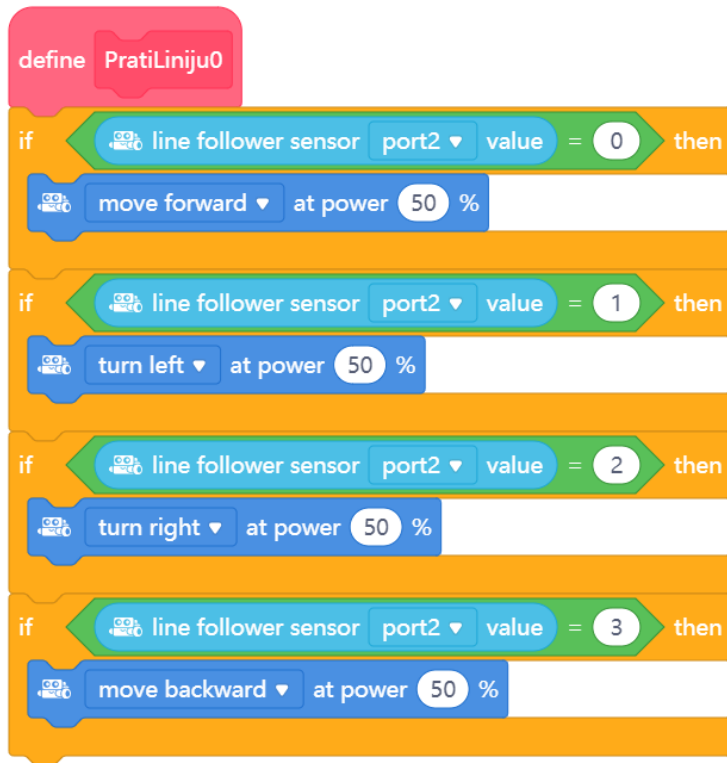 define PratiLiniju0
if line follower sensor port2 value = 0 then
move forward at power 50 %
if line follower sensor port2 value = 1 then
turn left at power 50 %
if line follower sensor port2 value = 2 then
turn right at power 50 %
if line follower sensor port2 value = 3 then
move backward at power 50 %